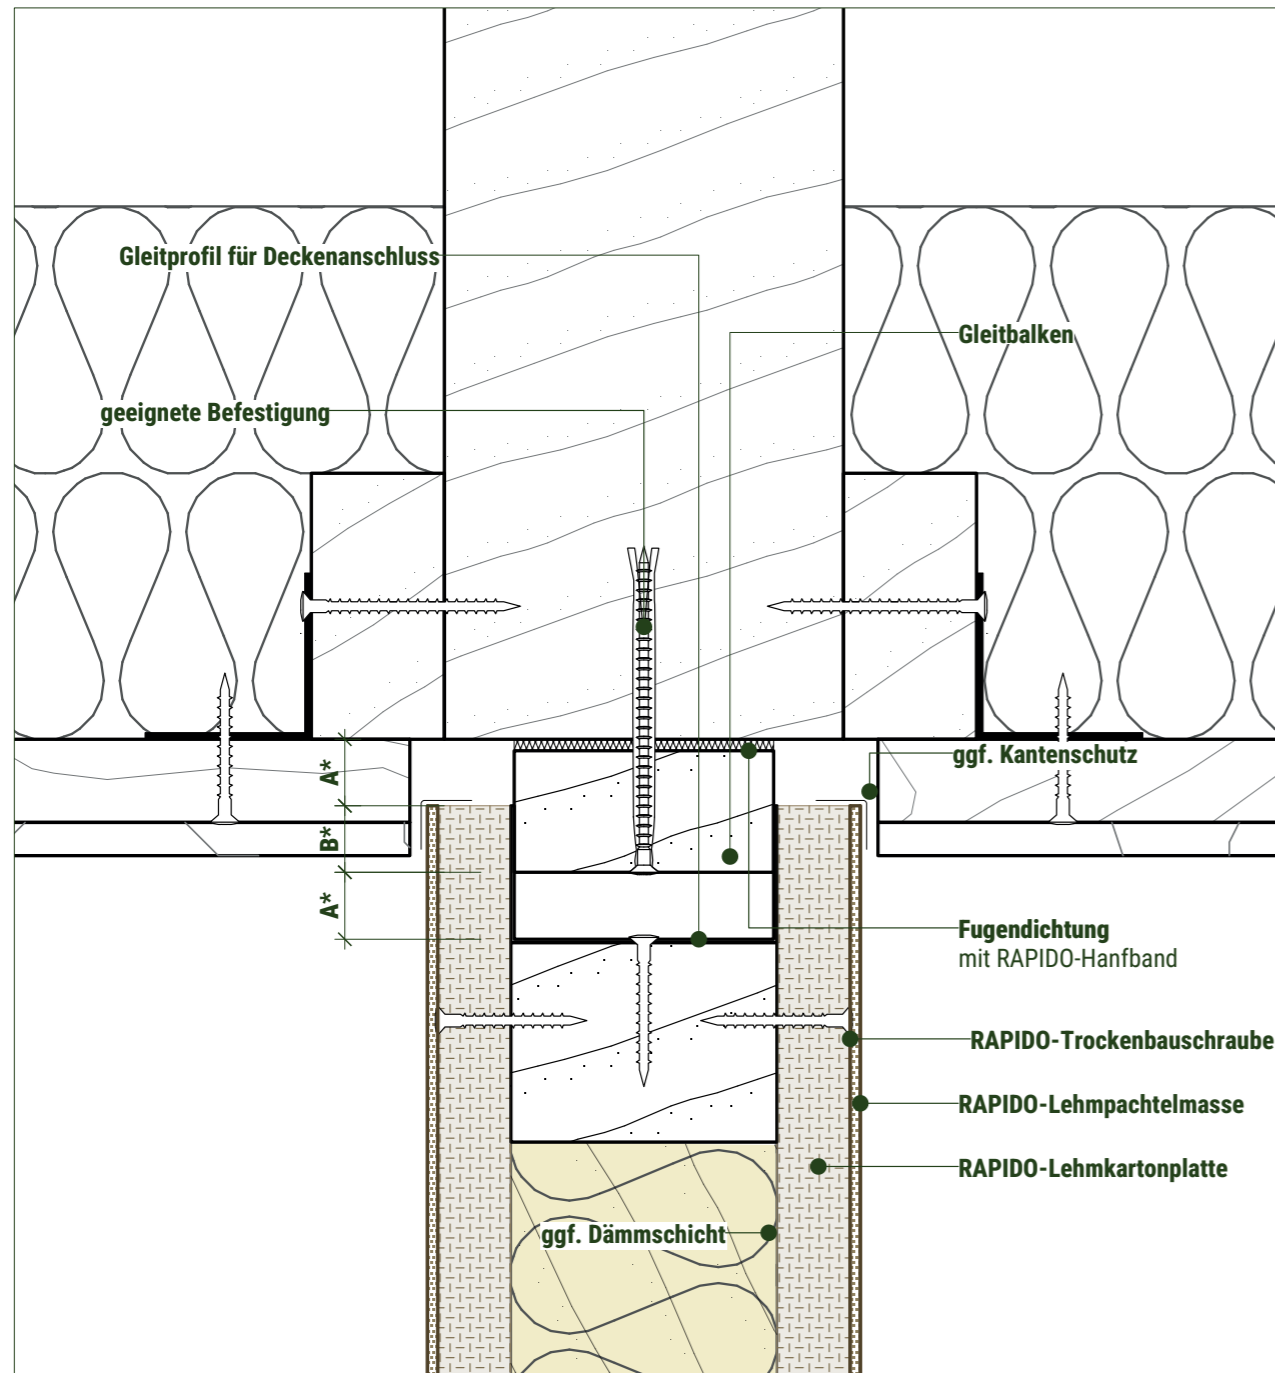 Gleitprofil für Deckenanschluss
Gleitbalken
geeignete Befestigung
ggf. Kantenschutz
A*
B*
A*
Fugendichtung
mit RAPIDO-Hanfband
RAPIDO-Trockenbauschraube
RAPIDO-Lehmpachtelmasse
RAPIDO-Lehmkartonplatte
ggf. Dämmschicht